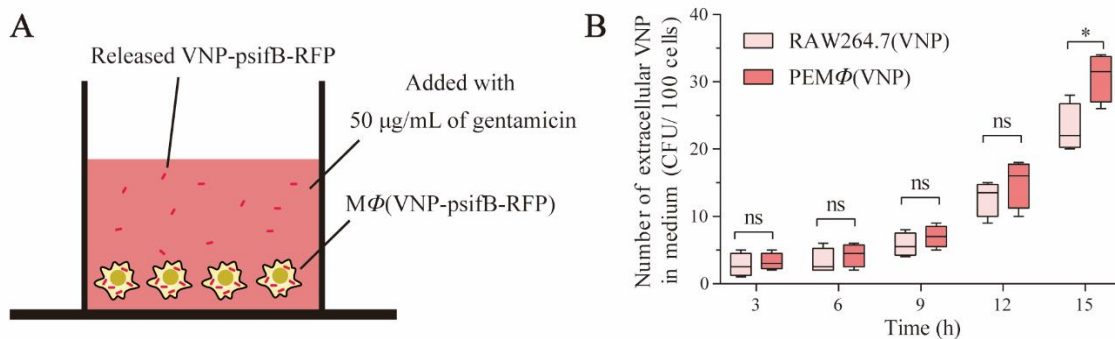 A
Released VNP-psifB-RFP
Added with
50 μg/mL of gentamicin
MΦ(VNP-psifB-RFP)
B
Number of extracellular VNP
in medium (CFU/ 100 cells)
40
30
20
10
0
RAW264.7(VNP)
PEMΦ(VNP)
ns
ns
ns
ns
*
3 6 9 12 15
Time (h)